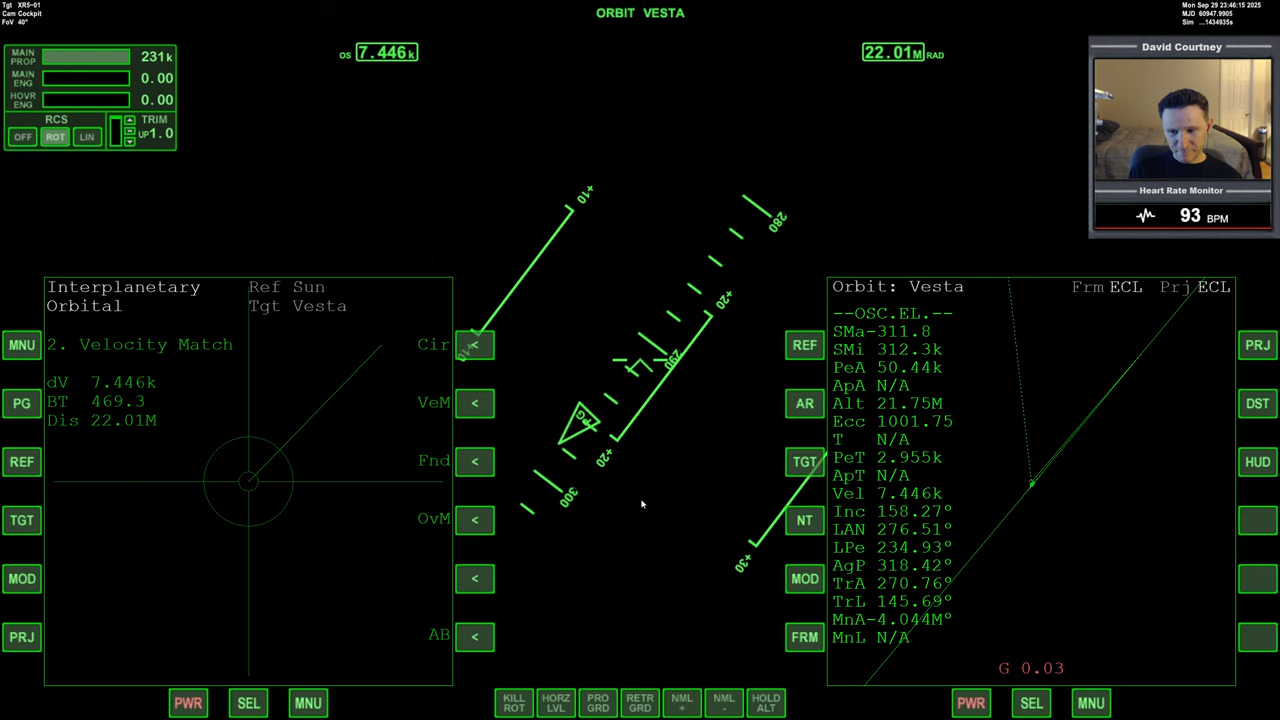 Tgt XR5-01
Cam Cockpit
FoV 40°
ORBIT VESTA
Mon Sep 29 23:46:15 2025
MJD 60947.9905
Sim ...1434935s
MAIN PROP 231k
MAIN ENG 0.00
HOVR ENG 0.00
RCS
TRIM
OFF ROT LIN
UP 1.0
OS 7.446k
22.01M RAD
David Courtney
Heart Rate Monitor
93 BPM
+10
280
+10
+20
290
+20
300
+30
Interplanetary Ref Sun
Orbital Tgt Vesta
2. Velocity Match
dV 7.446k
BT 469.3
Dis 22.01M
MNU
PG
REF
TGT
MOD
PRJ
Cir <
VeM <
Fnd <
OvM <
<
AB <
PWR SEL MNU
KILL ROT
HORZ LVL
PRO GRD
RETR GRD
NML +
NML -
HOLD ALT
Orbit: Vesta Frm ECL Prj ECL
--OSC.EL.--
SMa-311.8
SMi 312.3k
PeA 50.44k
ApA N/A
Alt 21.75M
Ecc 1001.75
T N/A
PeT 2.955k
ApT N/A
Vel 7.446k
Inc 158.27°
LAN 276.51°
LPe 234.93°
AgP 318.42°
TrA 270.76°
TrL 145.69°
MnA-4.044M°
MnL N/A
G 0.03
REF
AR
TGT
NT
MOD
FRM
PRJ
DST
HUD
PWR SEL MNU